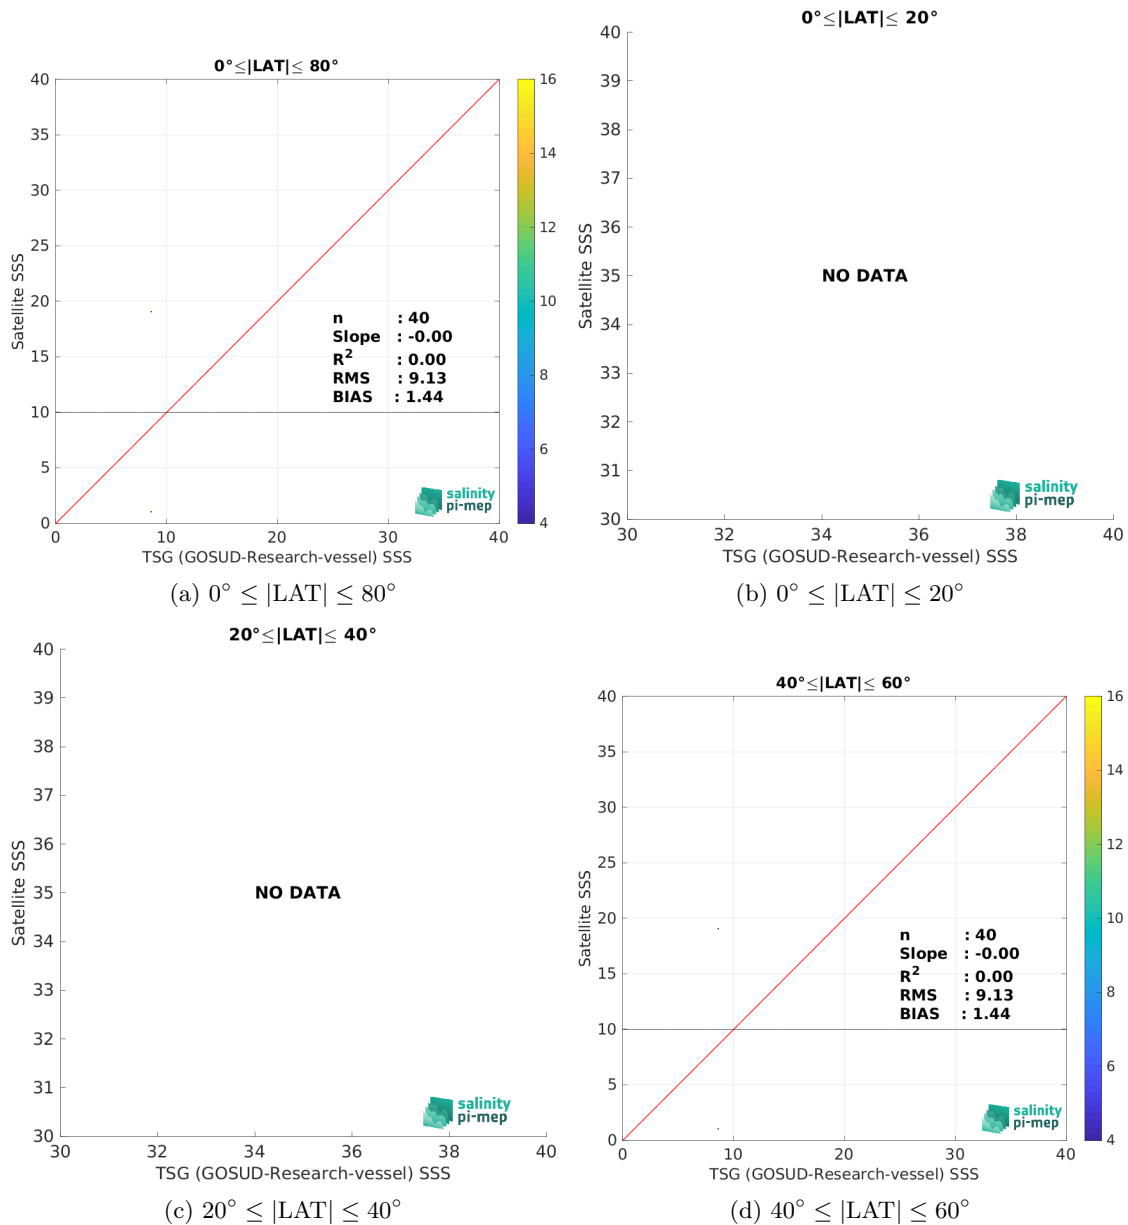 0°≤|LAT|≤ 80°
40
35
30
25
20
15
10
5
0
Satellite SSS
0
10
20
30
40
TSG (GOSUD-Research-vessel) SSS
n : 40
Slope : -0.00
R² : 0.00
RMS : 9.13
BIAS : 1.44
salinity
pi-mep
16
14
12
10
8
6
4
(a) 0° ≤ |LAT| ≤ 80°
0°≤|LAT|≤ 20°
40
39
38
37
36
35
34
33
32
31
30
Satellite SSS
NO DATA
30
32
34
36
38
40
TSG (GOSUD-Research-vessel) SSS
salinity
pi-mep
(b) 0° ≤ |LAT| ≤ 20°
20°≤|LAT|≤ 40°
40
39
38
37
36
35
34
33
32
31
30
Satellite SSS
NO DATA
30
32
34
36
38
40
TSG (GOSUD-Research-vessel) SSS
salinity
pi-mep
(c) 20° ≤ |LAT| ≤ 40°
40°≤|LAT|≤ 60°
40
35
30
25
20
15
10
5
0
Satellite SSS
0
10
20
30
40
TSG (GOSUD-Research-vessel) SSS
n : 40
Slope : -0.00
R² : 0.00
RMS : 9.13
BIAS : 1.44
salinity
pi-mep
16
14
12
10
8
6
4
(d) 40° ≤ |LAT| ≤ 60°